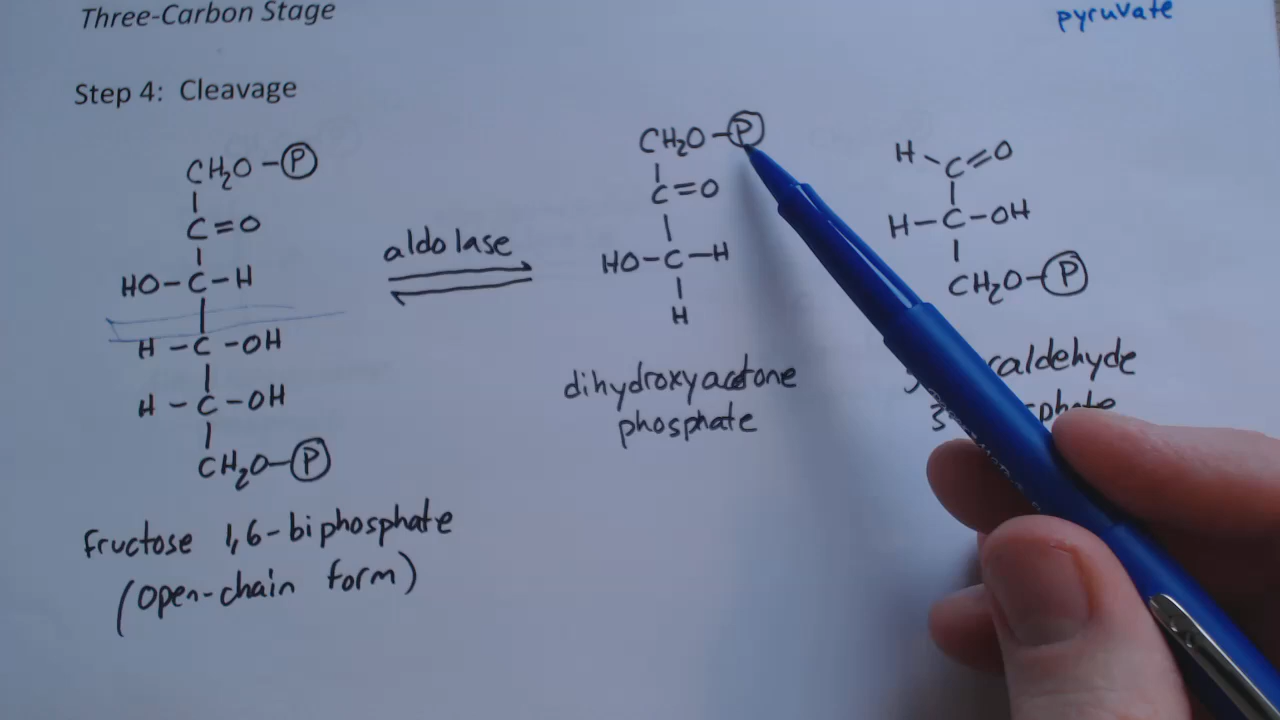 Three-Carbon Stage
pyruvate
Step 4: Cleavage
CH2O-P
C=O
HO-C-H
H-C-OH
H-C-OH
CH2O-P
fructose 1,6-biphosphate
(open-chain form)
aldolase
CH2O-P
C=O
HO-C-H
H
dihydroxyacetone
phosphate
H C=O
H-C-OH
CH2O-P